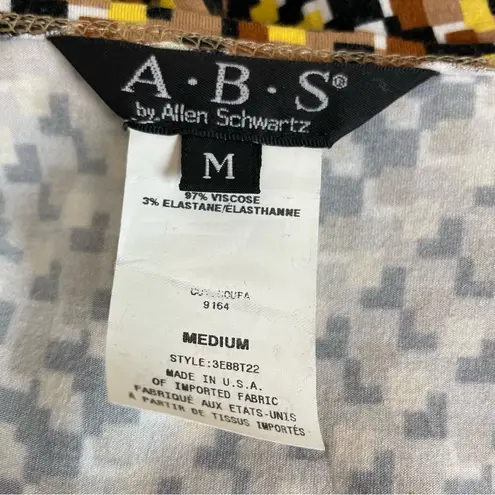 A·B·S®
by Allen Schwartz
M
97% VISCOSE
3% ELASTANE/ELASTHANNE
9164
MEDIUM
STYLE:3E88T22
MADE IN U.S.A.
OF IMPORTED FABRIC
FABRIQUÉ AUX ETATS-UNIS
A PARTIR DE TISSUS IMPORTÉS